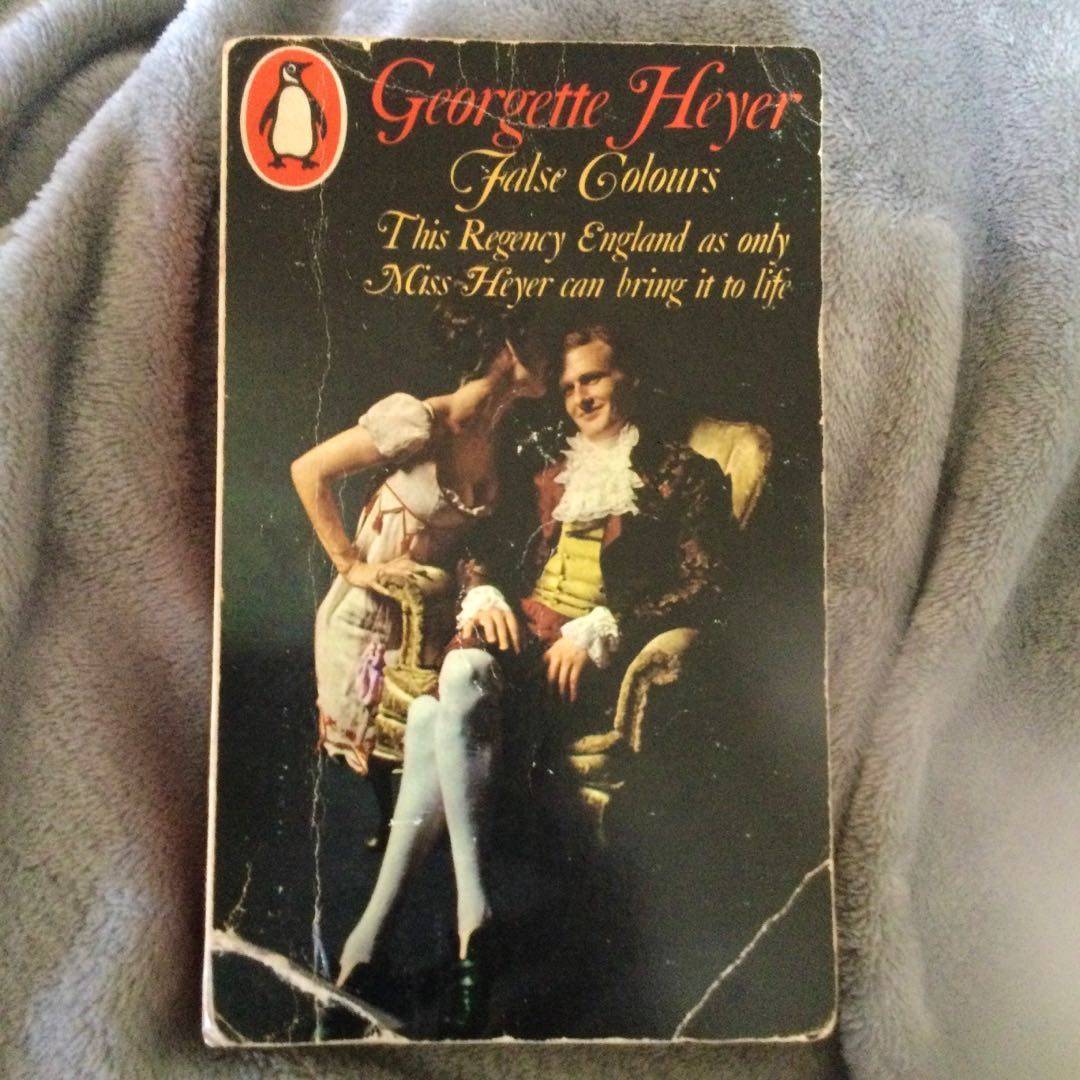 Georgette Heyer
False Colours
This Regency England as only
Miss Heyer can bring it to life